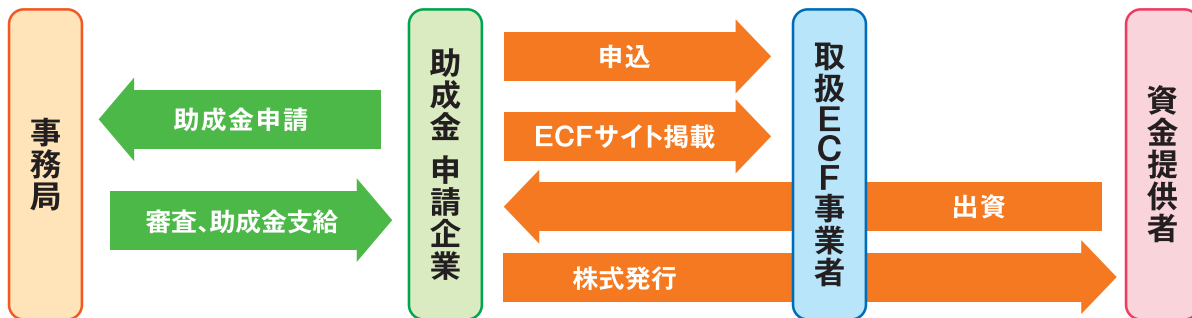 事務局
助成金申請
審査、助成金支給
助成金 申請企業
申込
ECFサイト掲載
出資
株式発行
取扱ECF事業者
資金提供者